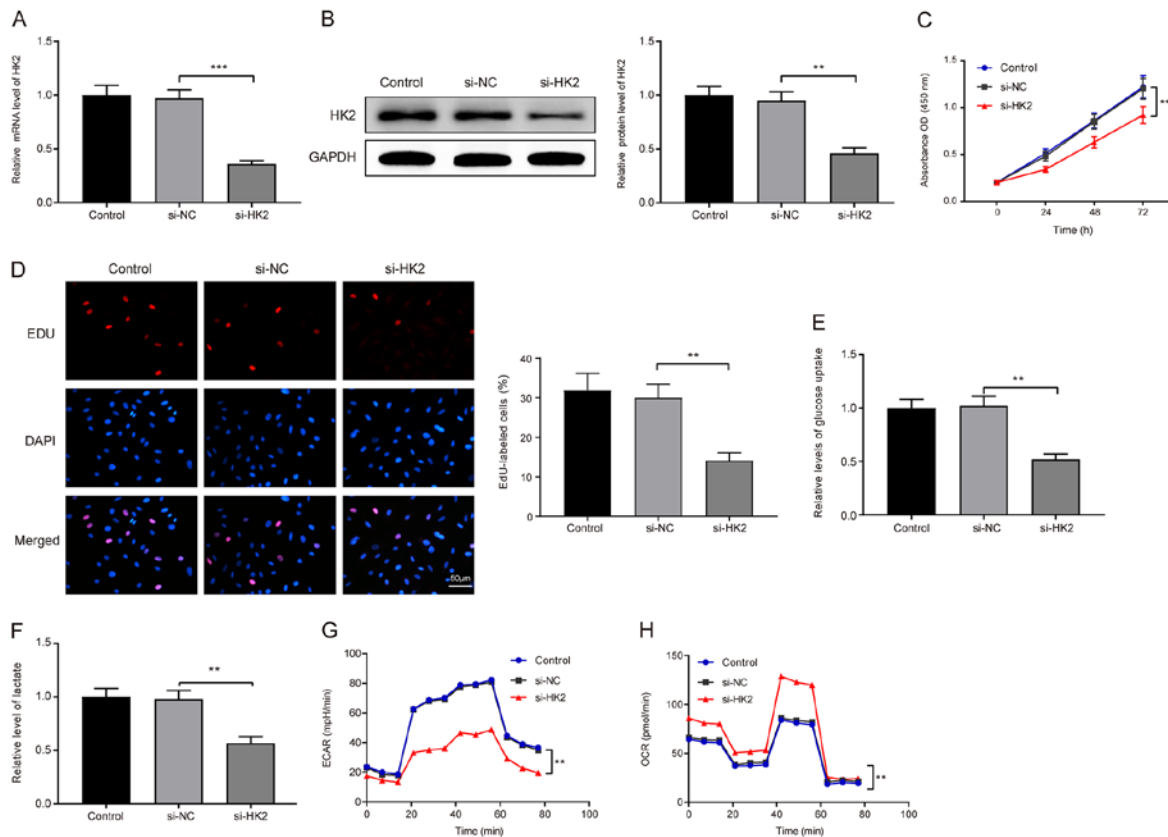 A
Relative mRNA level of HK2
1.5
1.0
0.5
0.0
***
Control
si-NC
si-HK2
B
Control
si-NC
si-HK2
HK2
GAPDH
Relative protein level of HK2
1.5
1.0
0.5
0.0
**
Control
si-NC
si-HK2
C
Absorbance OD (450 nm)
1.5
1.0
0.5
0.0
Control
si-NC
si-HK2
**
0
24
48
72
Time (h)
D
Control
si-NC
si-HK2
EDU
DAPI
Merged
50μm
EdU-labeled cells (%)
40
30
20
10
0
**
Control
si-NC
si-HK2
E
Relative levels of glucose uptake
1.5
1.0
0.5
0.0
**
Control
si-NC
si-HK2
F
Relative level of lactate
1.5
1.0
0.5
0.0
**
Control
si-NC
si-HK2
G
ECAR (mpH/min)
100
80
60
40
20
0
Control
si-NC
si-HK2
**
0
20
40
60
80
100
Time (min)
H
OCR (pmol/min)
150
100
50
0
Control
si-NC
si-HK2
**
0
20
40
60
80
100
Time (min)